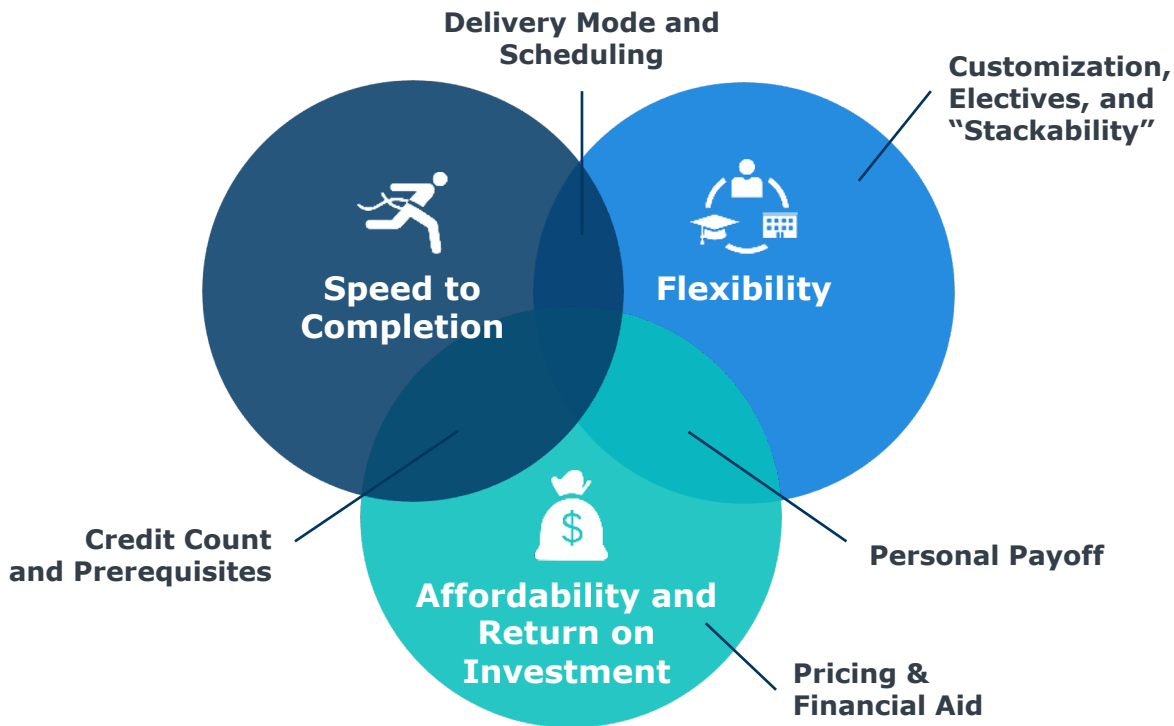 Delivery Mode and
Scheduling
Customization,
Electives, and
“Stackability”
Speed to
Completion
Flexibility
Credit Count
and Prerequisites
$
Affordability and
Return on
Investment
Personal Payoff
Pricing &
Financial Aid